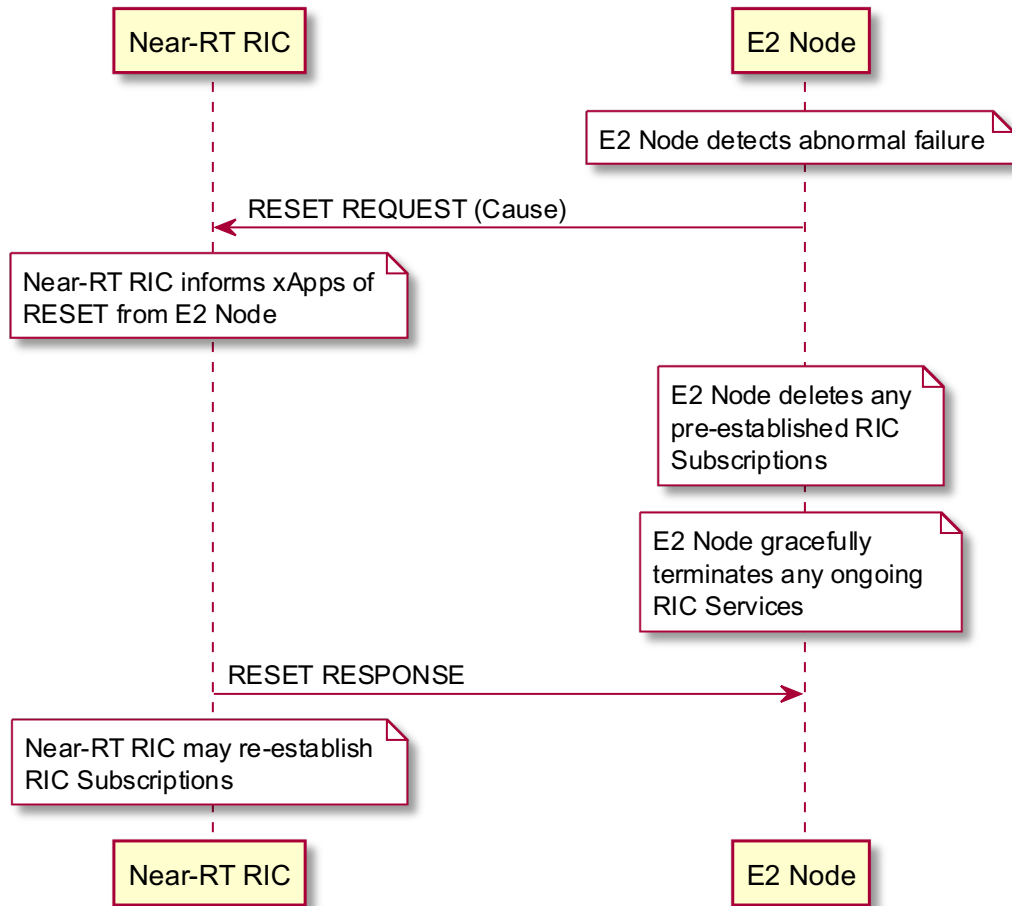 Near-RT RIC
E2 Node
E2 Node detects abnormal failure
RESET REQUEST (Cause)
Near-RT RIC informs xApps of
RESET from E2 Node
E2 Node deletes any
pre-established RIC
Subscriptions
E2 Node gracefully
terminates any ongoing
RIC Services
RESET RESPONSE
Near-RT RIC may re-establish
RIC Subscriptions
Near-RT RIC
E2 Node